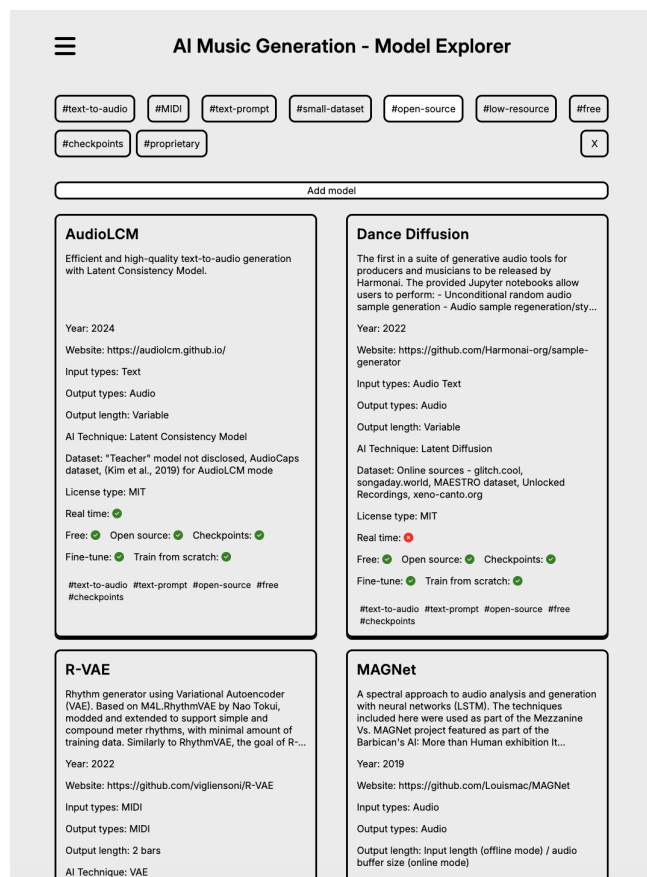 AI Music Generation - Model Explorer
#text-to-audio #MIDI #text-prompt #small-dataset #open-source #low-resource #free
#checkpoints #proprietary X
Add model
AudioLCM
Efficient and high-quality text-to-audio generation
with Latent Consistency Model.
Year: 2024
Website: https://audiolcm.github.io/
Input types: Text
Output types: Audio
Output length: Variable
AI Technique: Latent Consistency Model
Dataset: "Teacher" model not disclosed, AudioCaps
dataset, (Kim et al., 2019) for AudioLCM mode
License type: MIT
Real time:
Free: Open source: Checkpoints:
Fine-tune: Train from scratch:
#text-to-audio #text-prompt #open-source #free
#checkpoints
Dance Diffusion
The first in a suite of generative audio tools for
producers and musicians to be released by
Harmonai. The provided Jupyter notebooks allow
users to perform: - Unconditional random audio
sample generation - Audio sample regeneration/sty...
Year: 2022
Website: https://github.com/Harmonai-org/sample-
generator
Input types: Audio Text
Output types: Audio
Output length: Variable
AI Technique: Latent Diffusion
Dataset: Online sources - glitch.cool,
songaday.world, MAESTRO dataset, Unlocked
Recordings, xeno-canto.org
License type: MIT
Real time:
Free: Open source: Checkpoints:
Fine-tune: Train from scratch:
#text-to-audio #text-prompt #open-source #free
#checkpoints
R-VAE
Rhythm generator using Variational Autoencoder
(VAE). Based on M4L.RhythmVAE by Nao Tokui,
modded and extended to support simple and
compound meter rhythms, with minimal amount of
training data. Similarly to RhythmVAE, the goal of R-...
Year: 2022
Website: https://github.com/vigliensoni/R-VAE
Input types: MIDI
Output types: MIDI
Output length: 2 bars
AI Technique: VAE
MAGNet
A spectral approach to audio analysis and generation
with neural networks (LSTM). The techniques
included here were used as part of the Mezzanine
Vs. MAGNet project featured as part of the
Barbican's AI: More than Human exhibition It...
Year: 2019
Website: https://github.com/Louismac/MAGNet
Input types: Audio
Output types: Audio
Output length: Input length (offline mode) / audio
buffer size (online mode)